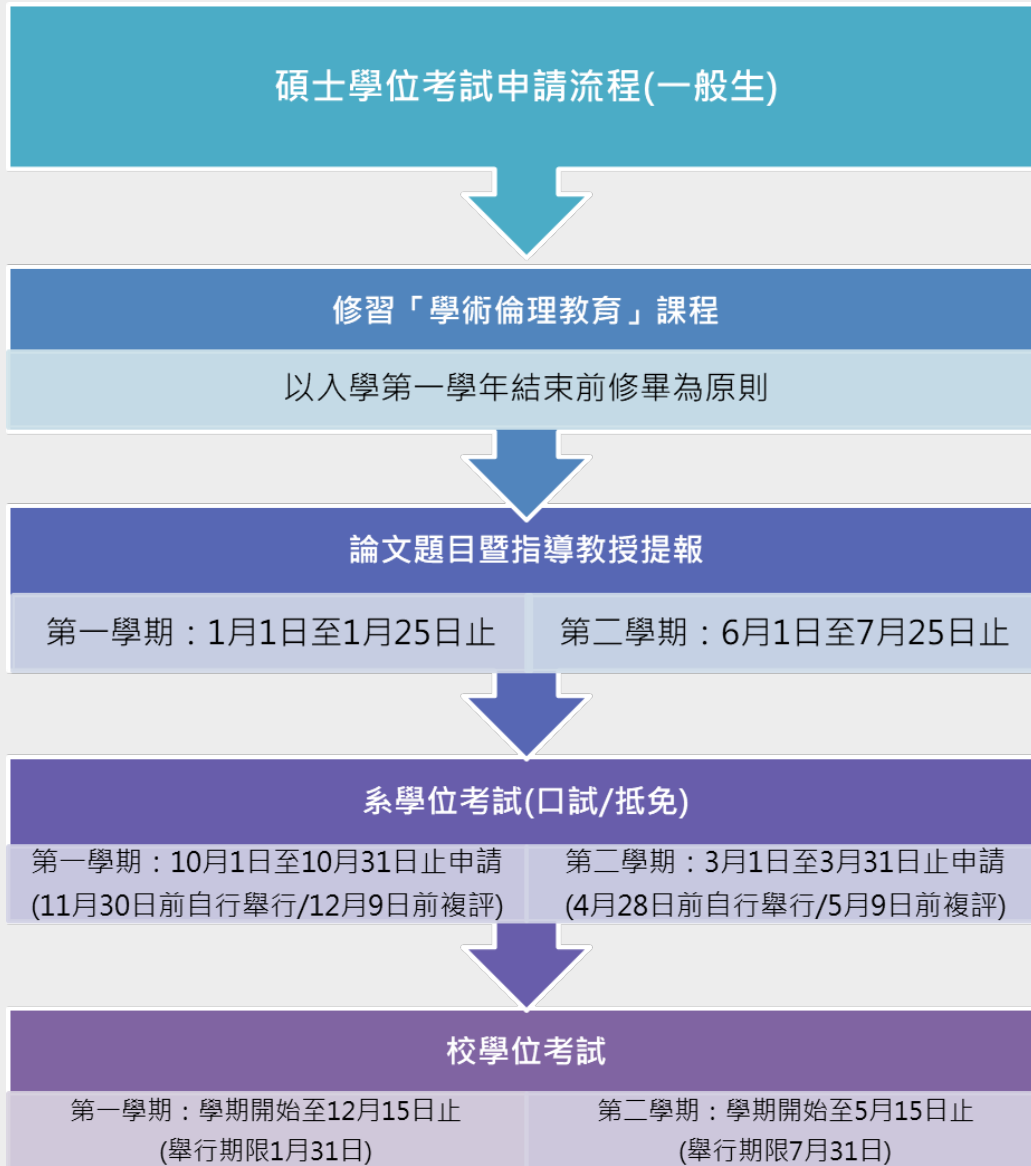 碩士學位考試申請流程(一般生)
修習「學術倫理教育」課程
以入學第一學年結束前修畢為原則
論文題目暨指導教授提報
第一學期：1月1日至1月25日止
第二學期：6月1日至7月25日止
系學位考試(口試/抵免)
第一學期：10月1日至10月31日止申請
(11月30日前自行舉行/12月9日前複評)
第二學期：3月1日至3月31日止申請
(4月28日前自行舉行/5月9日前複評)
校學位考試
第一學期：學期開始至12月15日止
(舉行期限1月31日)
第二學期：學期開始至5月15日止
(舉行期限7月31日)